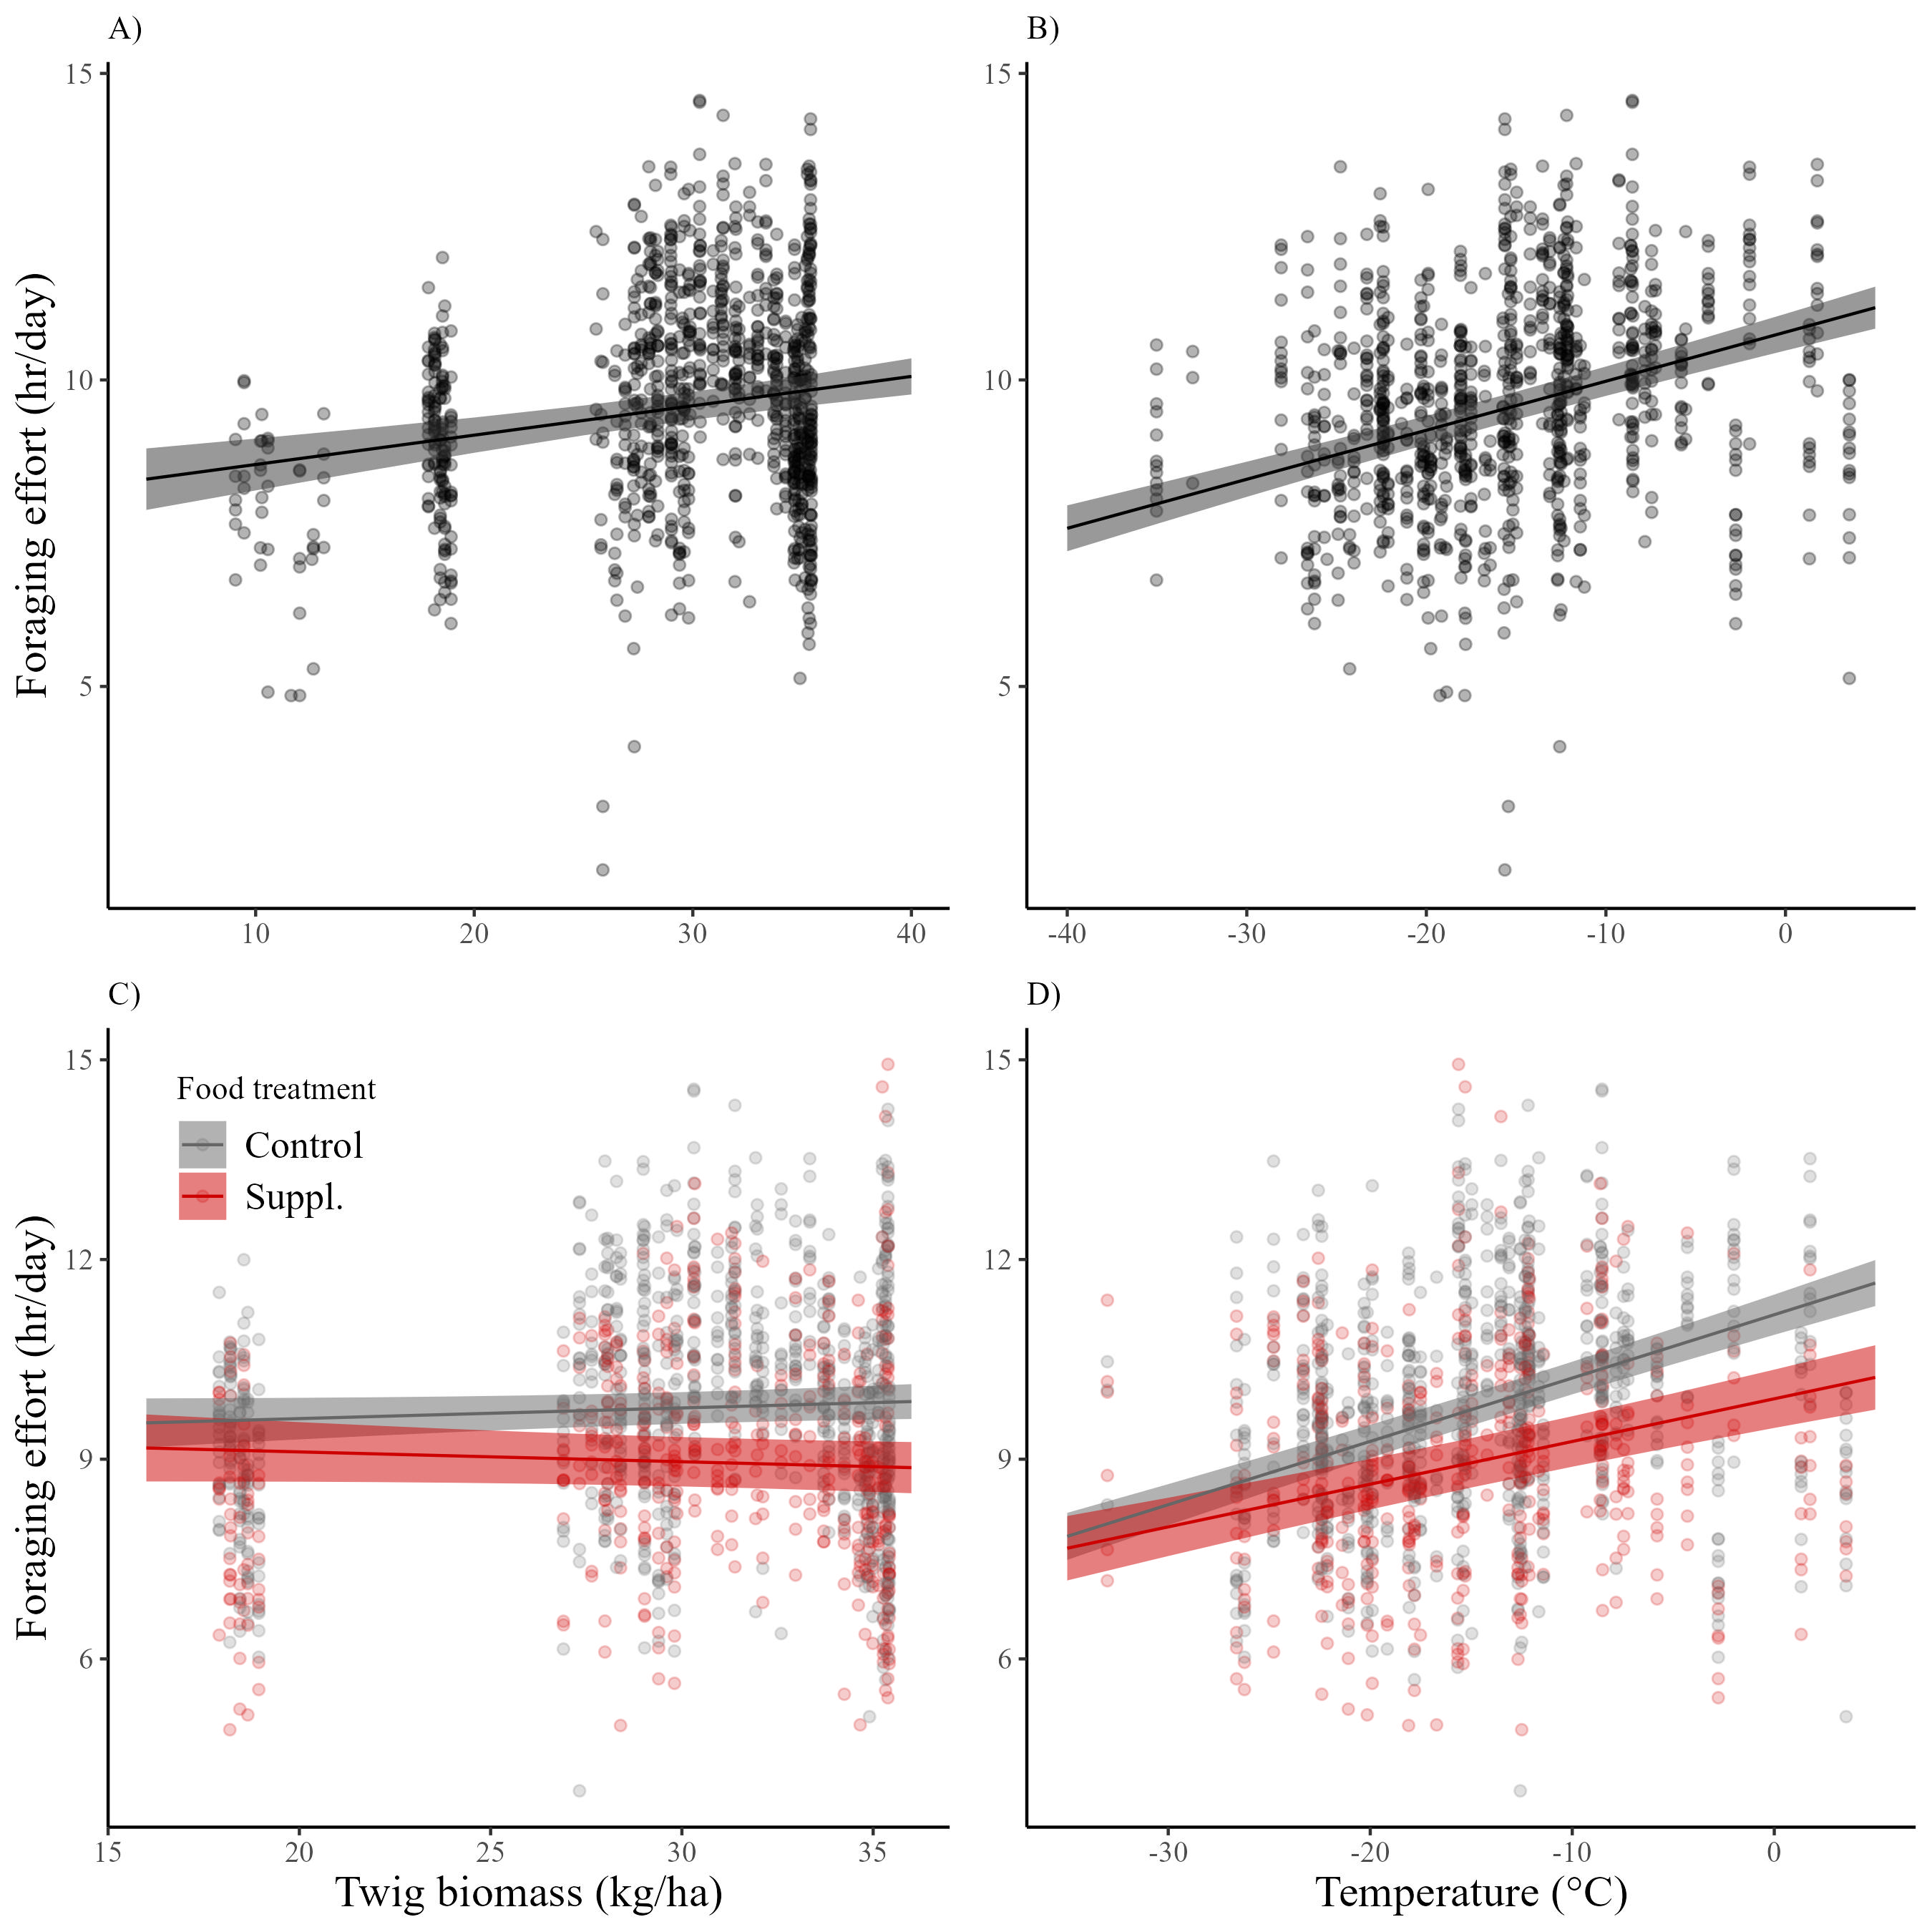 A)
B)
Foraging effort (hr/day)
15
10
5
10
20
30
40
15
10
5
-40
-30
-20
-10
0
C)
D)
Foraging effort (hr/day)
15
12
9
6
Food treatment
Control
Suppl.
15
20
25
30
35
Twig biomass (kg/ha)
15
12
9
6
-30
-20
-10
0
Temperature (°C)